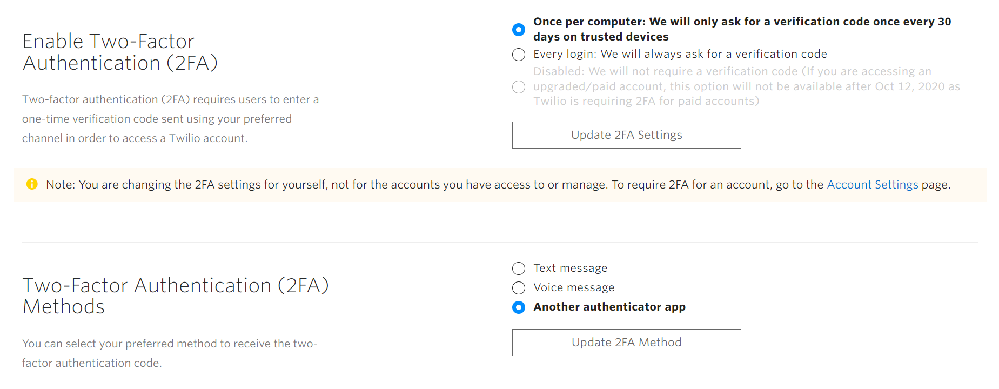 Enable Two-Factor
Authentication (2FA)
Two-factor authentication (2FA) requires users to enter a
one-time verification code sent using your preferred
channel in order to access a Twilio account.
Once per computer: We will only ask for a verification code once every 30
days on trusted devices
Every login: We will always ask for a verification code
Disabled: We will not require a verification code (If you are accessing an
upgraded/paid account, this option will not be available after Oct 12, 2020 as
Twilio is requiring 2FA for paid accounts)
Update 2FA Settings
Note: You are changing the 2FA settings for yourself, not for the accounts you have access to or manage. To require 2FA for an account, go to the Account Settings page.
Two-Factor Authentication (2FA)
Methods
You can select your preferred method to receive the two-
factor authentication code.
Text message
Voice message
Another authenticator app
Update 2FA Method